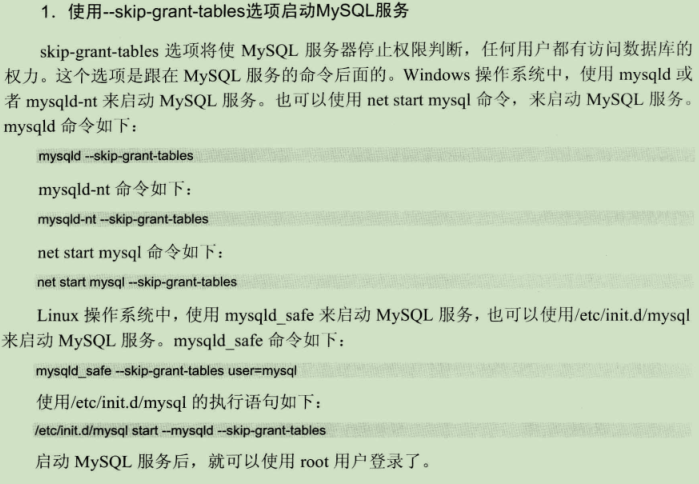 1．使用--skip-grant-tables选项启动MySQL服务
skip-grant-tables 选项将使 MySQL 服务器停止权限判断，任何用户都有访问数据库的
权力。这个选项是跟在 MySQL 服务的命令后面的。Windows 操作系统中，使用 mysqld 或
者 mysqld-nt 来启动 MySQL 服务。也可以使用 net start mysql 命令，来启动 MySQL 服务。
mysqld 命令如下：
mysqld --skip-grant-tables
mysqld-nt 命令如下：
mysqld-nt --skip-grant-tables
net start mysql 命令如下：
net start mysql --skip-grant-tables
Linux 操作系统中，使用 mysqld_safe 来启动 MySQL 服务，也可以使用/etc/init.d/mysql
来启动 MySQL 服务。mysqld_safe 命令如下：
mysqld_safe --skip-grant-tables user=mysql
使用/etc/init.d/mysql 的执行语句如下：
/etc/init.d/mysql start --mysqld --skip-grant-tables
启动 MySQL 服务后，就可以使用 root 用户登录了。